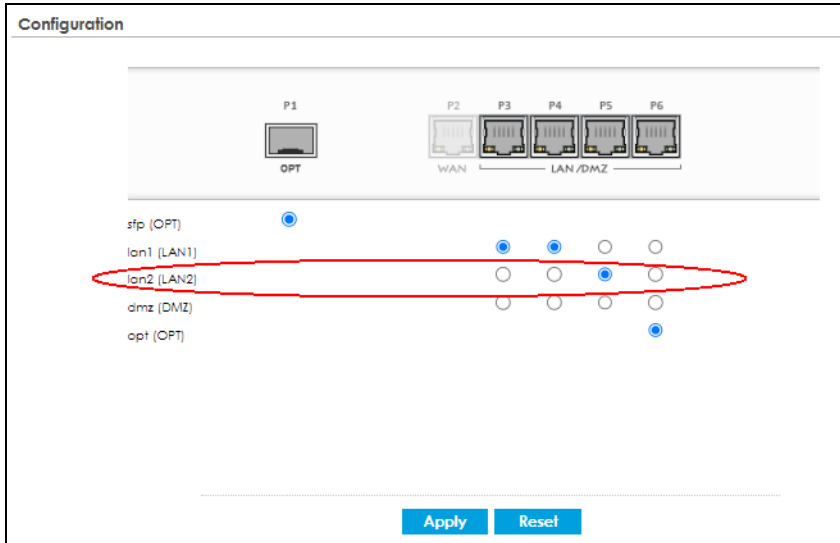 Configuration
P1 P2 P3 P4 P5 P6
OPT WAN LAN /DMZ
sfp (OPT)
lan1 (LAN1)
lan2 (LAN2)
dmz (DMZ)
opt (OPT)
Apply Reset